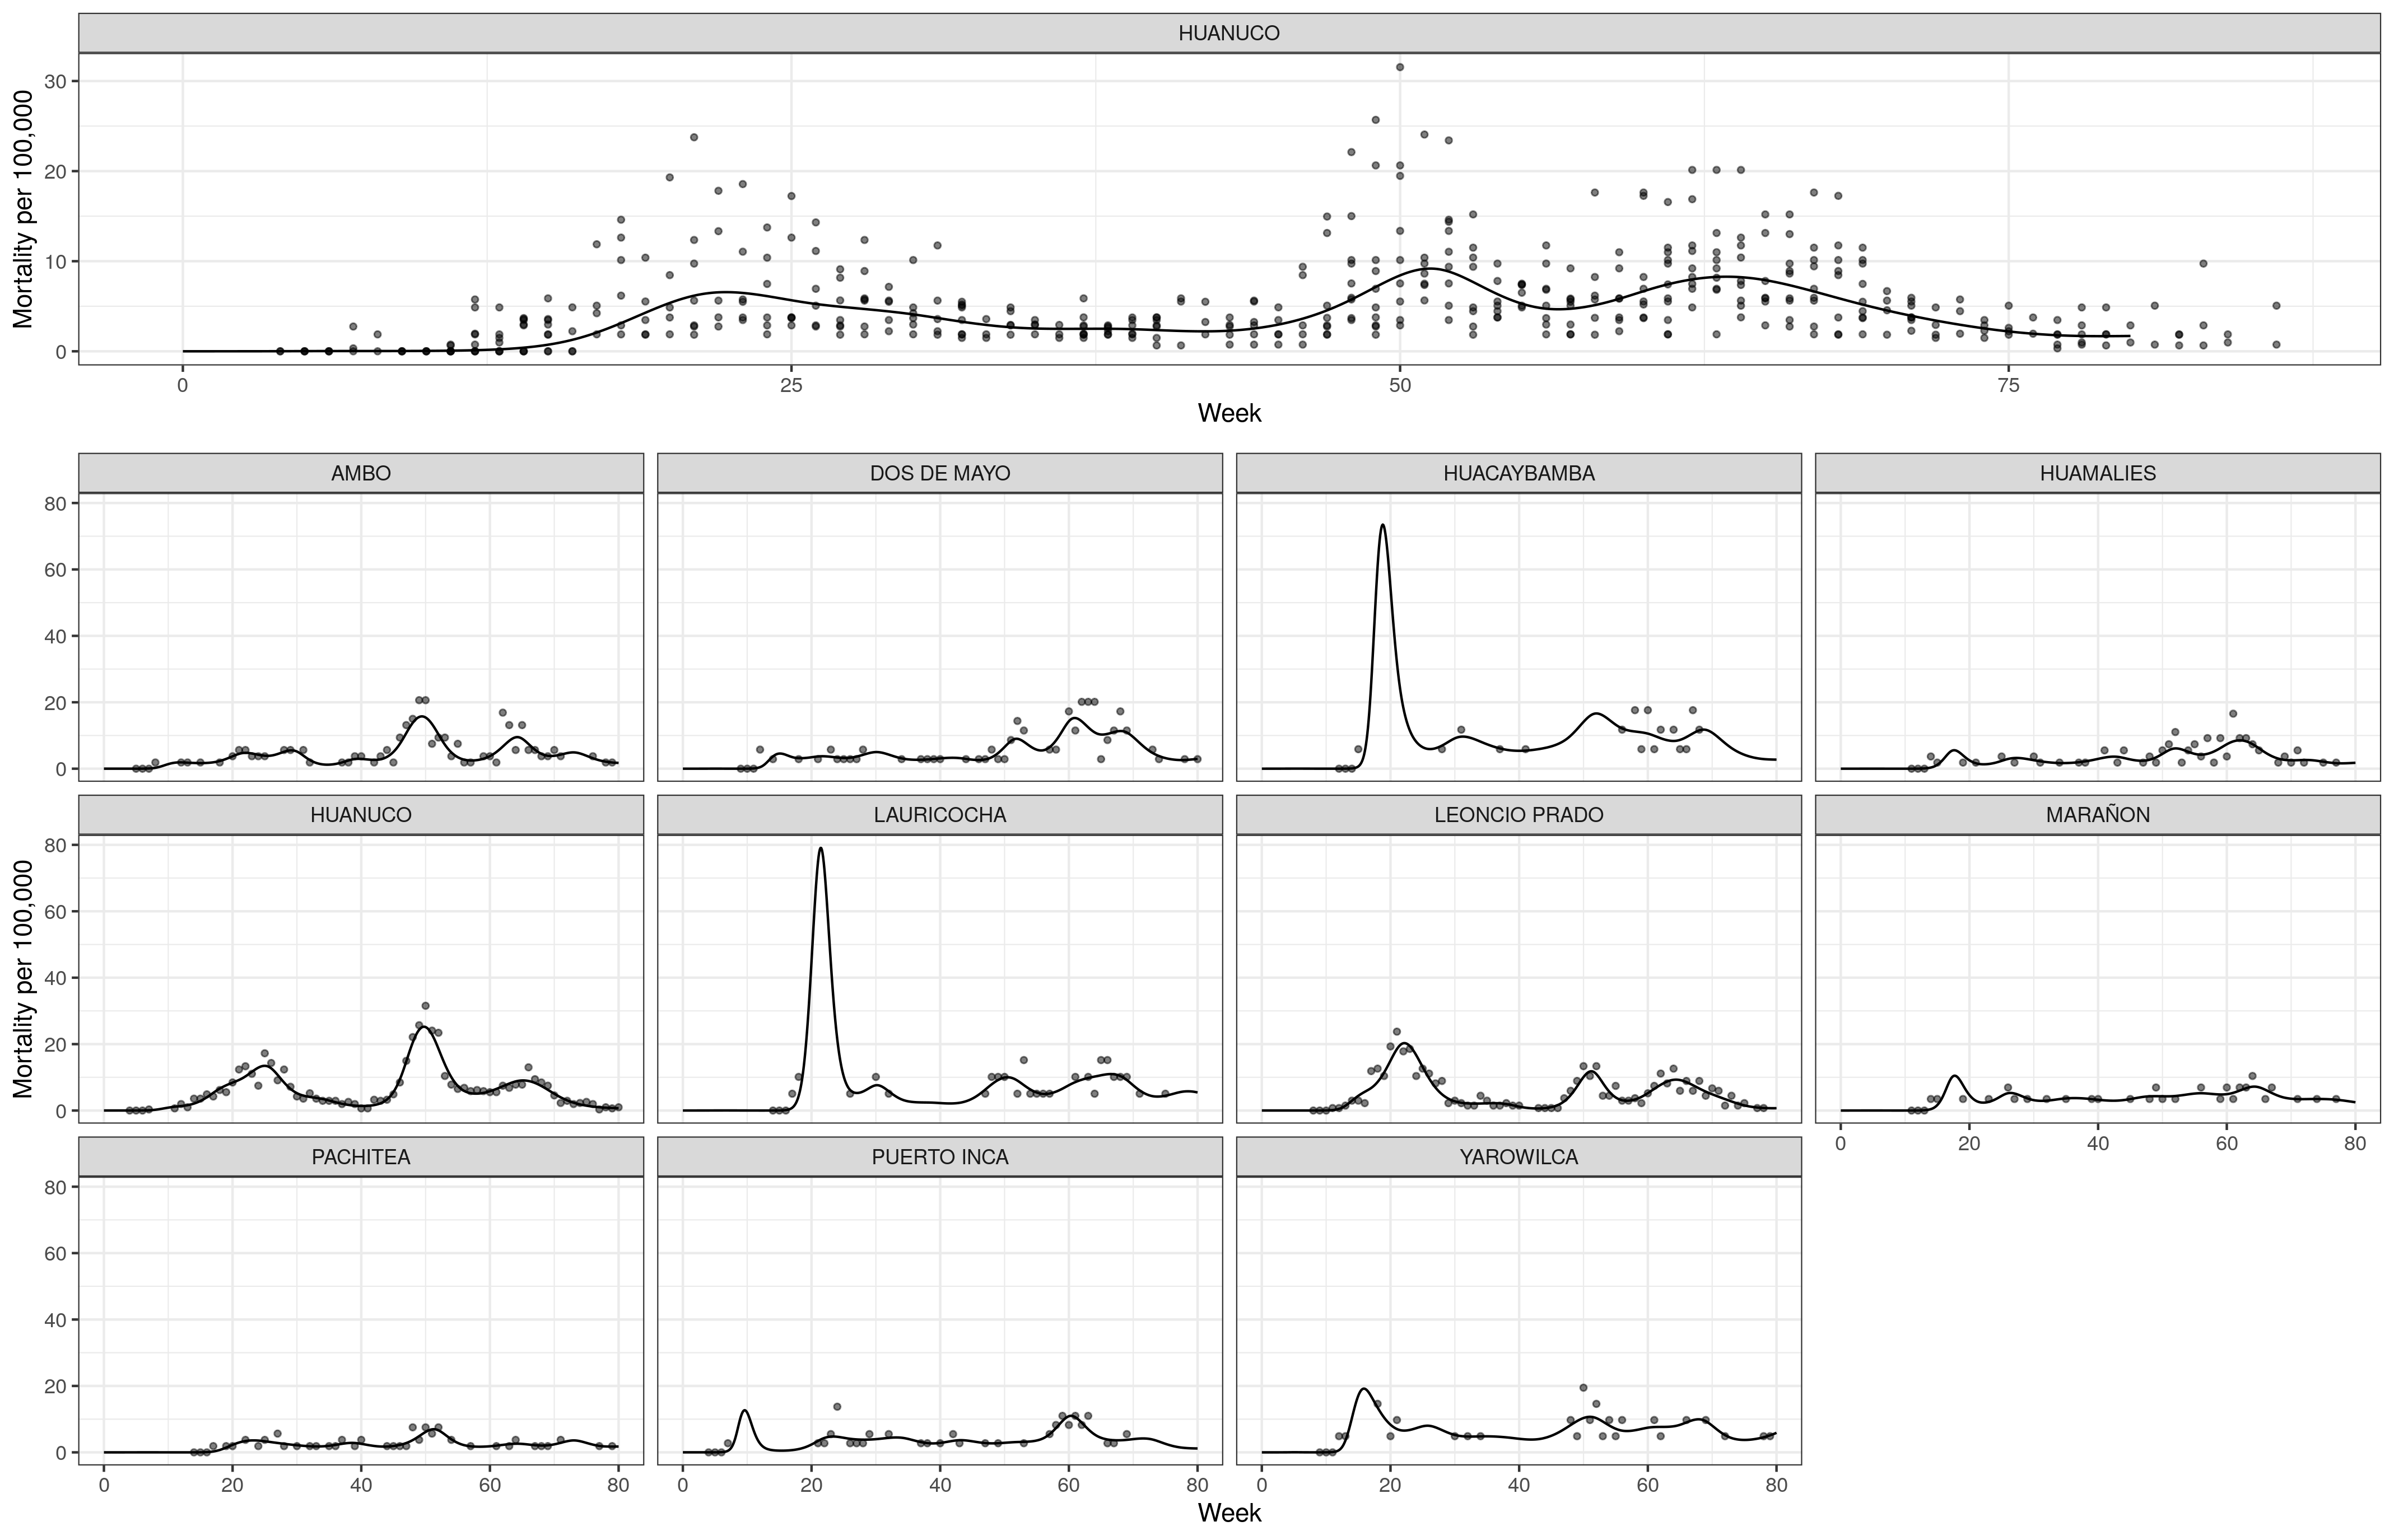 HUANUCO
Mortality per 100,000
30
20
10
0
0 25 50 75
Week
AMBO DOS DE MAYO HUACAYBAMBA HUAMALIES
80
60
40
20
0
HUANUCO LAURICOCHA LEONCIO PRADO MARAÑON
Mortality per 100,000
80
60
40
20
0
0 20 40 60 80
PACHITEA PUERTO INCA YAROWILCA
80
60
40
20
0
0 20 40 60 80 0 20 40 60 80 0 20 40 60 80
Week